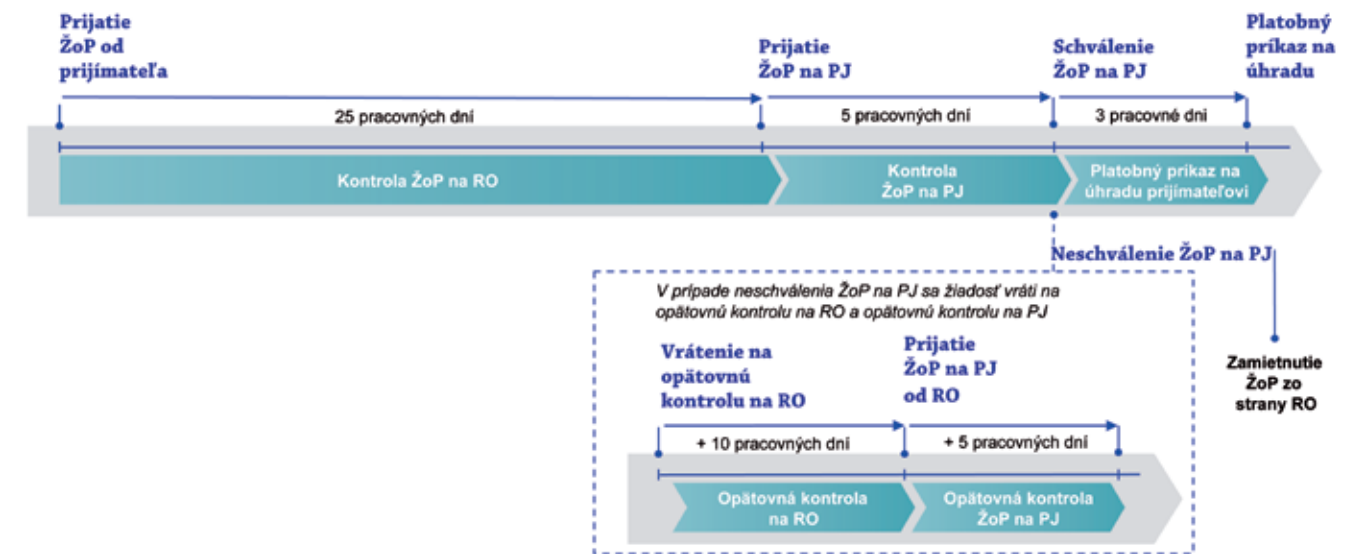 Prijatie
ŽoP od
prijímateľa
Prijatie
ŽoP na PJ
Schválenie
ŽoP na PJ
Platobný
príkaz na
úhradu
25 pracovných dní
5 pracovných dní
3 pracovné dni
Kontrola ŽoP na RO
Kontrola
ŽoP na PJ
Platobný príkaz na
úhradu prijímateľovi
Neschválenie ŽoP na PJ
V prípade neschválenia ŽoP na PJ sa žiadosť vráti na
opätovnú kontrolu na RO a opätovnú kontrolu na PJ
Vrátenie na
opätovnú
kontrolu na RO
Prijatie
ŽoP na PJ
od RO
Zamietnutie
ŽoP zo
strany RO
+ 10 pracovných dní
+ 5 pracovných dní
Opätovná kontrola
na RO
Opätovná kontrola
ŽoP na PJ